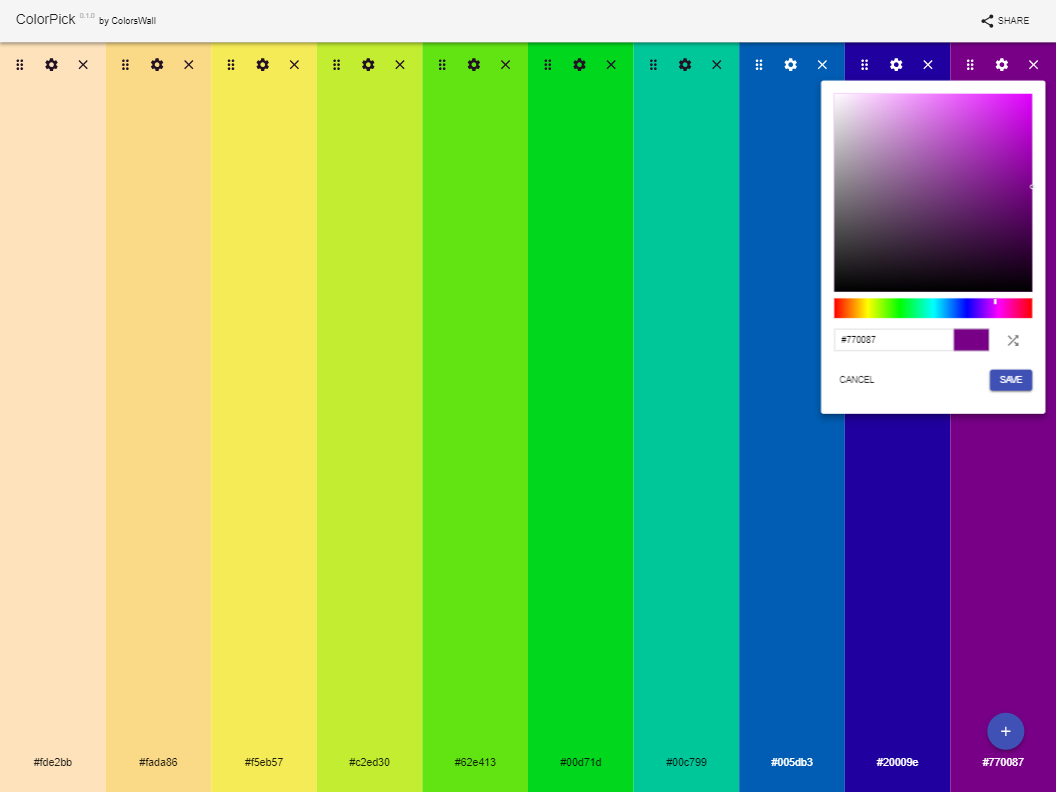 ColorPick 0.1.0 by ColorsWall
SHARE
#770087
CANCEL
SAVE
#fde2bb
#fada86
#f5eb57
#c2ed30
#62e413
#00d71d
#00c799
#005db3
#20009e
#770087